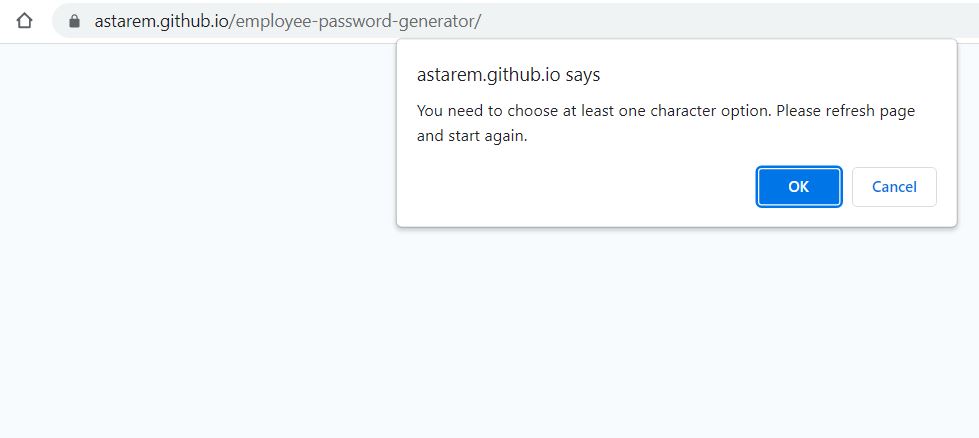 astarem.github.io/employee-password-generator/
astarem.github.io says
You need to choose at least one character option. Please refresh page
and start again.
OK
Cancel